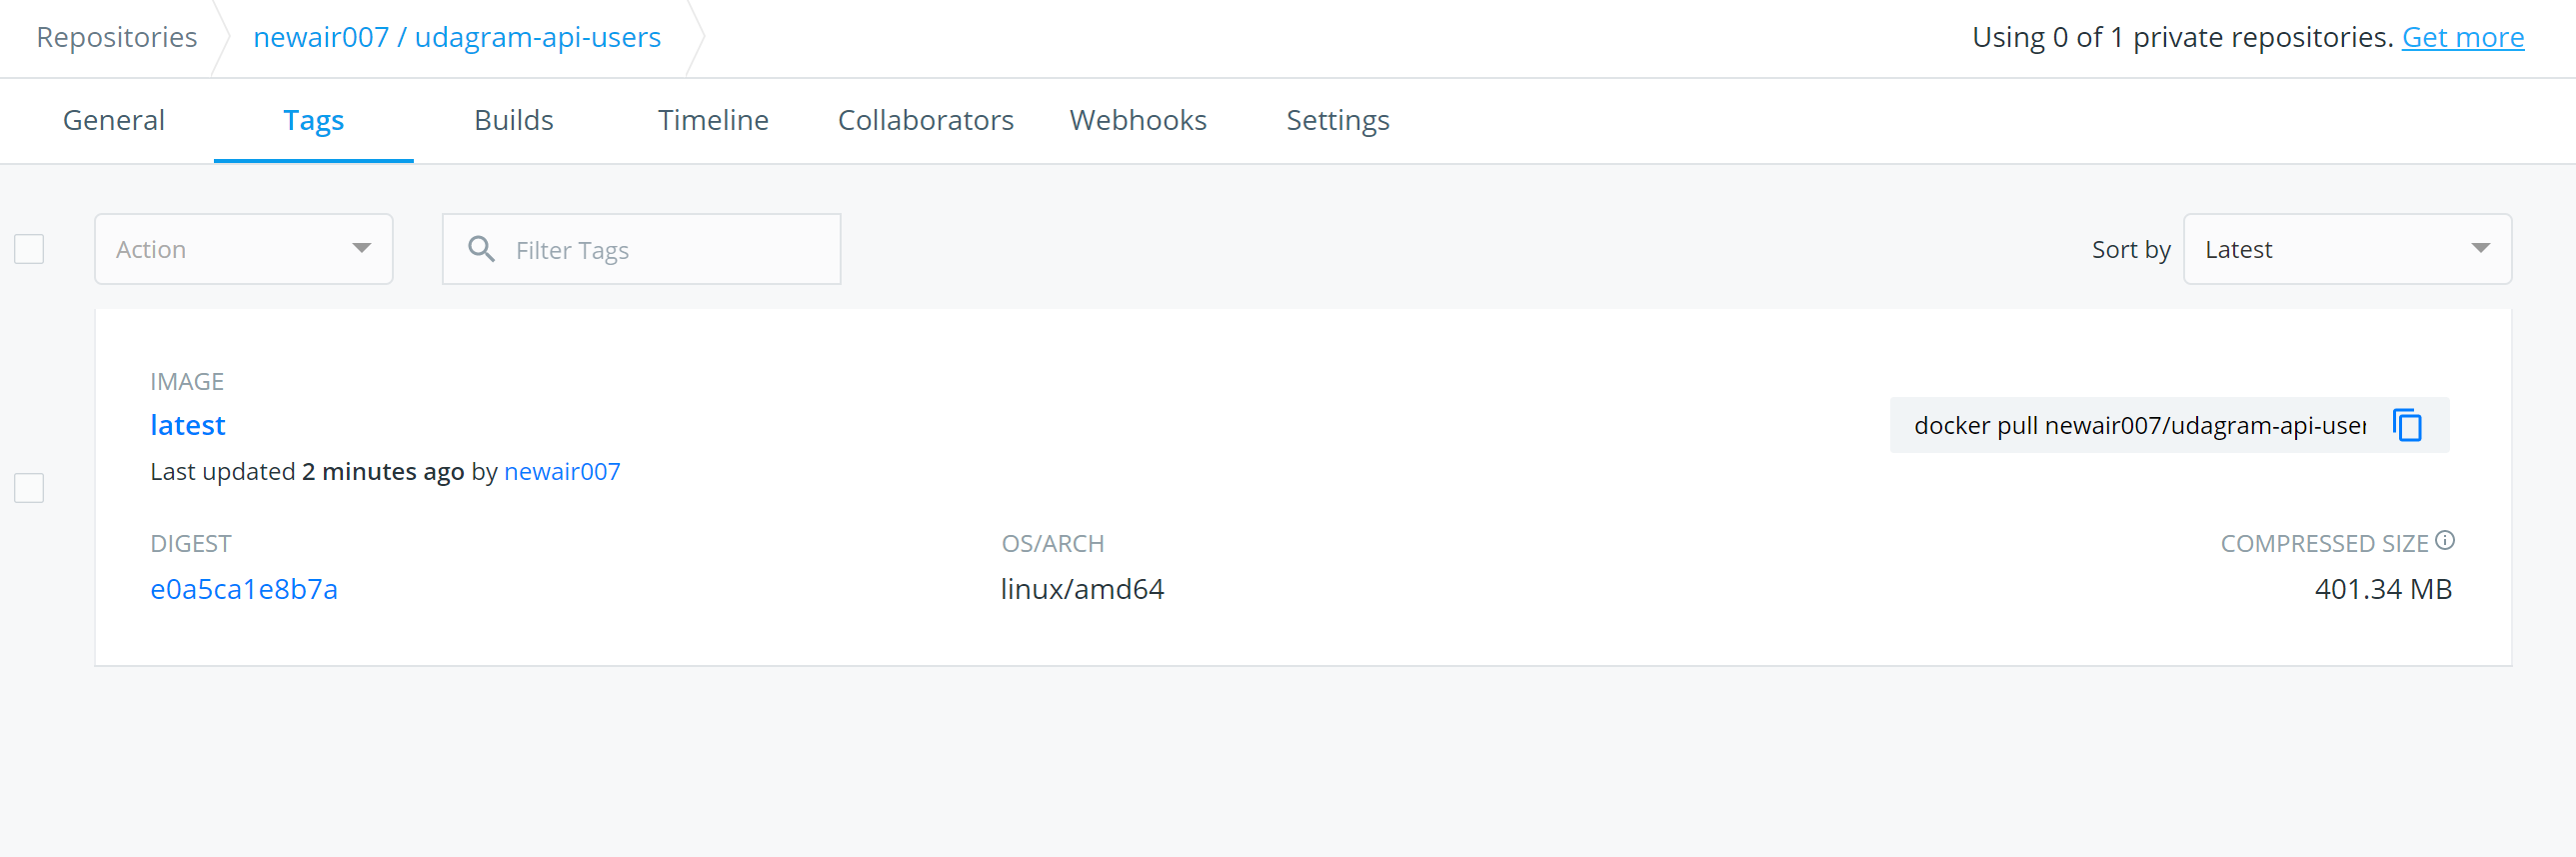 Repositories newair007 / udagram-api-users Using 0 of 1 private repositories. Get more
General Tags Builds Timeline Collaborators Webhooks Settings
Action Filter Tags Sort by Latest
IMAGE
latest docker pull newair007/udagram-api-user
Last updated 2 minutes ago by newair007
DIGEST OS/ARCH COMPRESSED SIZE
e0a5ca1e8b7a linux/amd64 401.34 MB